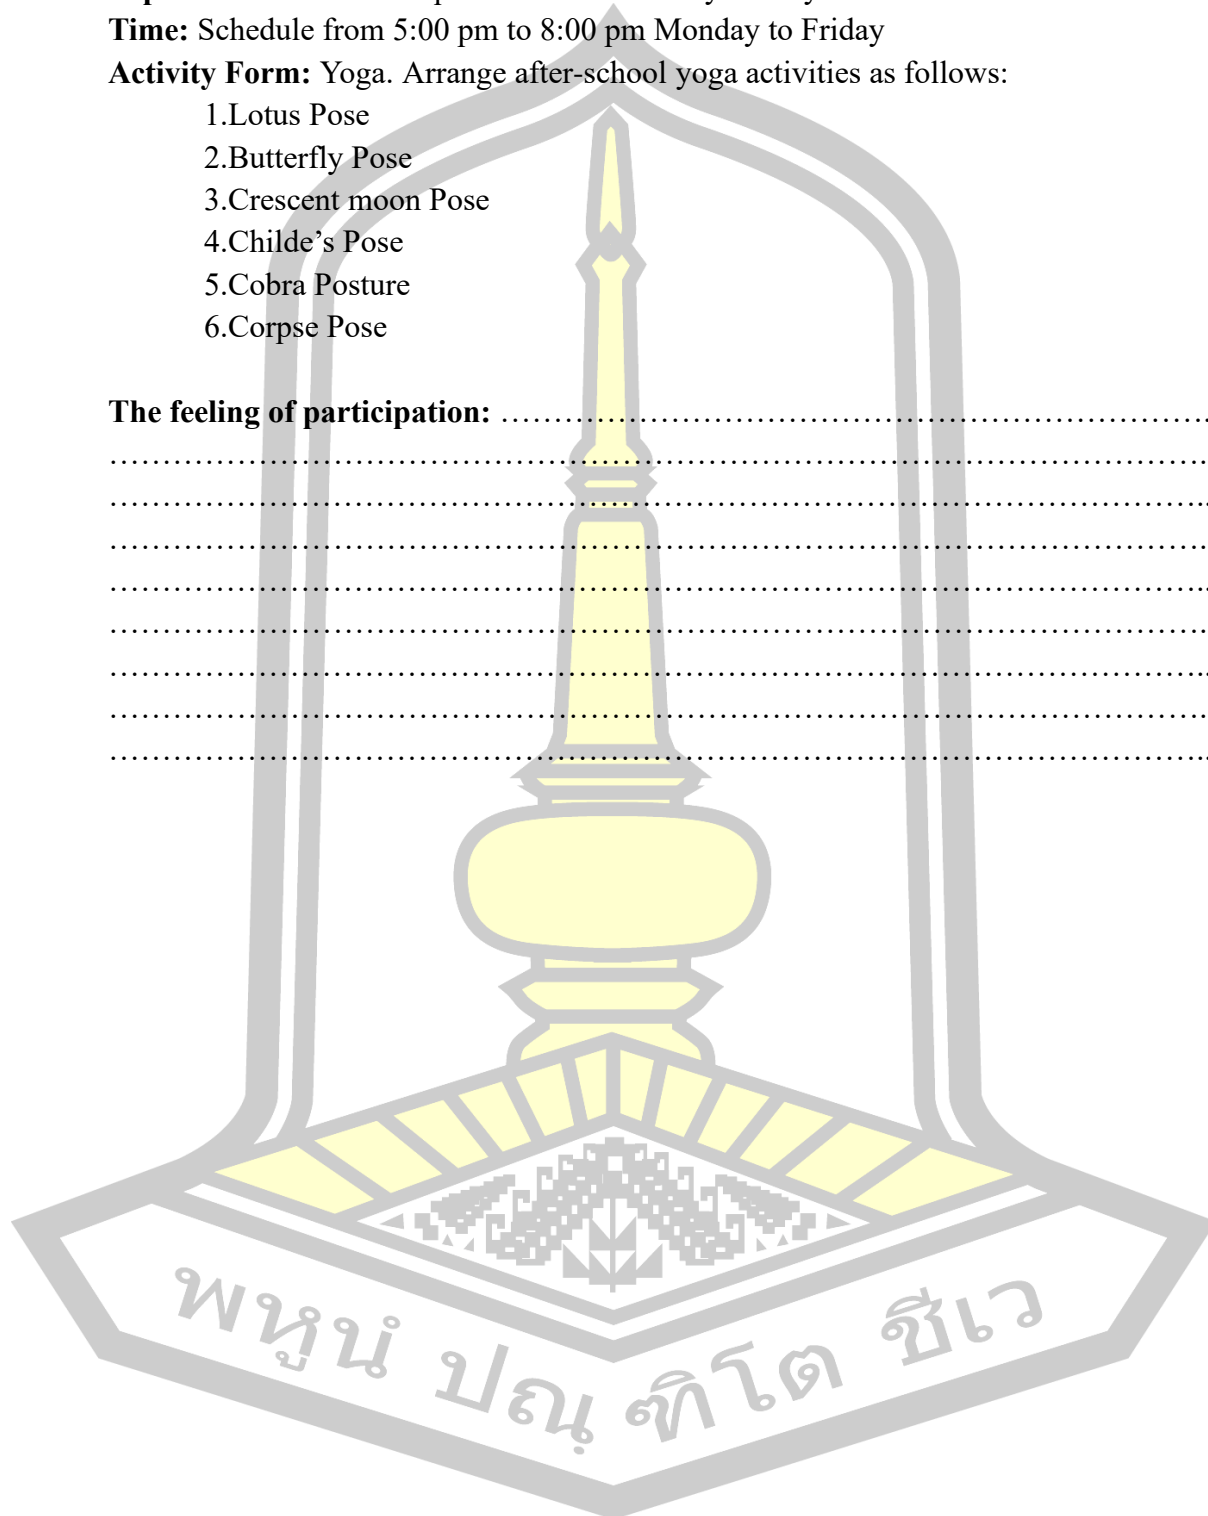 Time: Schedule from 5:00 pm to 8:00 pm Monday to Friday
Activity Form: Yoga. Arrange after-school yoga activities as follows:
1.Lotus Pose
2.Butterfly Pose
3.Crescent moon Pose
4.Childe’s Pose
5.Cobra Posture
6.Corpse Pose
The feeling of participation: ……………………………………………………………………….
……………………………………………………………………………………………………………….
………………………………………………………………………………………………………………..
……………………………………………………………………………………………………………….
………………………………………………………………………………………………………………..
……………………………………………………………………………………………………………….
………………………………………………………………………………………………………………..
……………………………………………………………………………………………………………….
………………………………………………………………………………………………………………..
พหูนํ ปณฺ ฑิโต ชีเว